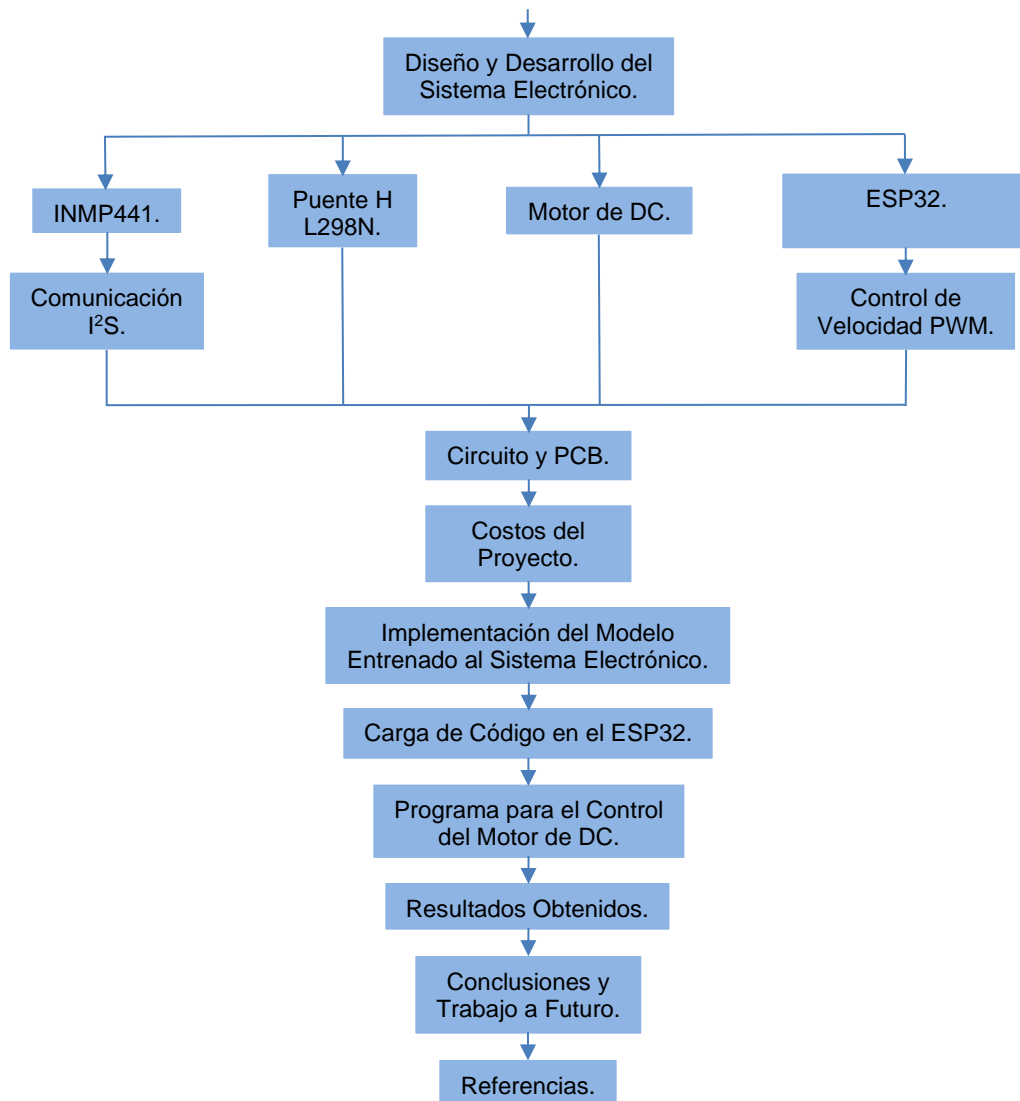 Diseño y Desarrollo del
Sistema Electrónico.
INMP441.
Puente H
L298N.
Motor de DC.
ESP32.
Comunicación
I²S.
Control de
Velocidad PWM.
Circuito y PCB.
Costos del
Proyecto.
Implementación del Modelo
Entrenado al Sistema Electrónico.
Carga de Código en el ESP32.
Programa para el Control
del Motor de DC.
Resultados Obtenidos.
Conclusiones y
Trabajo a Futuro.
Referencias.